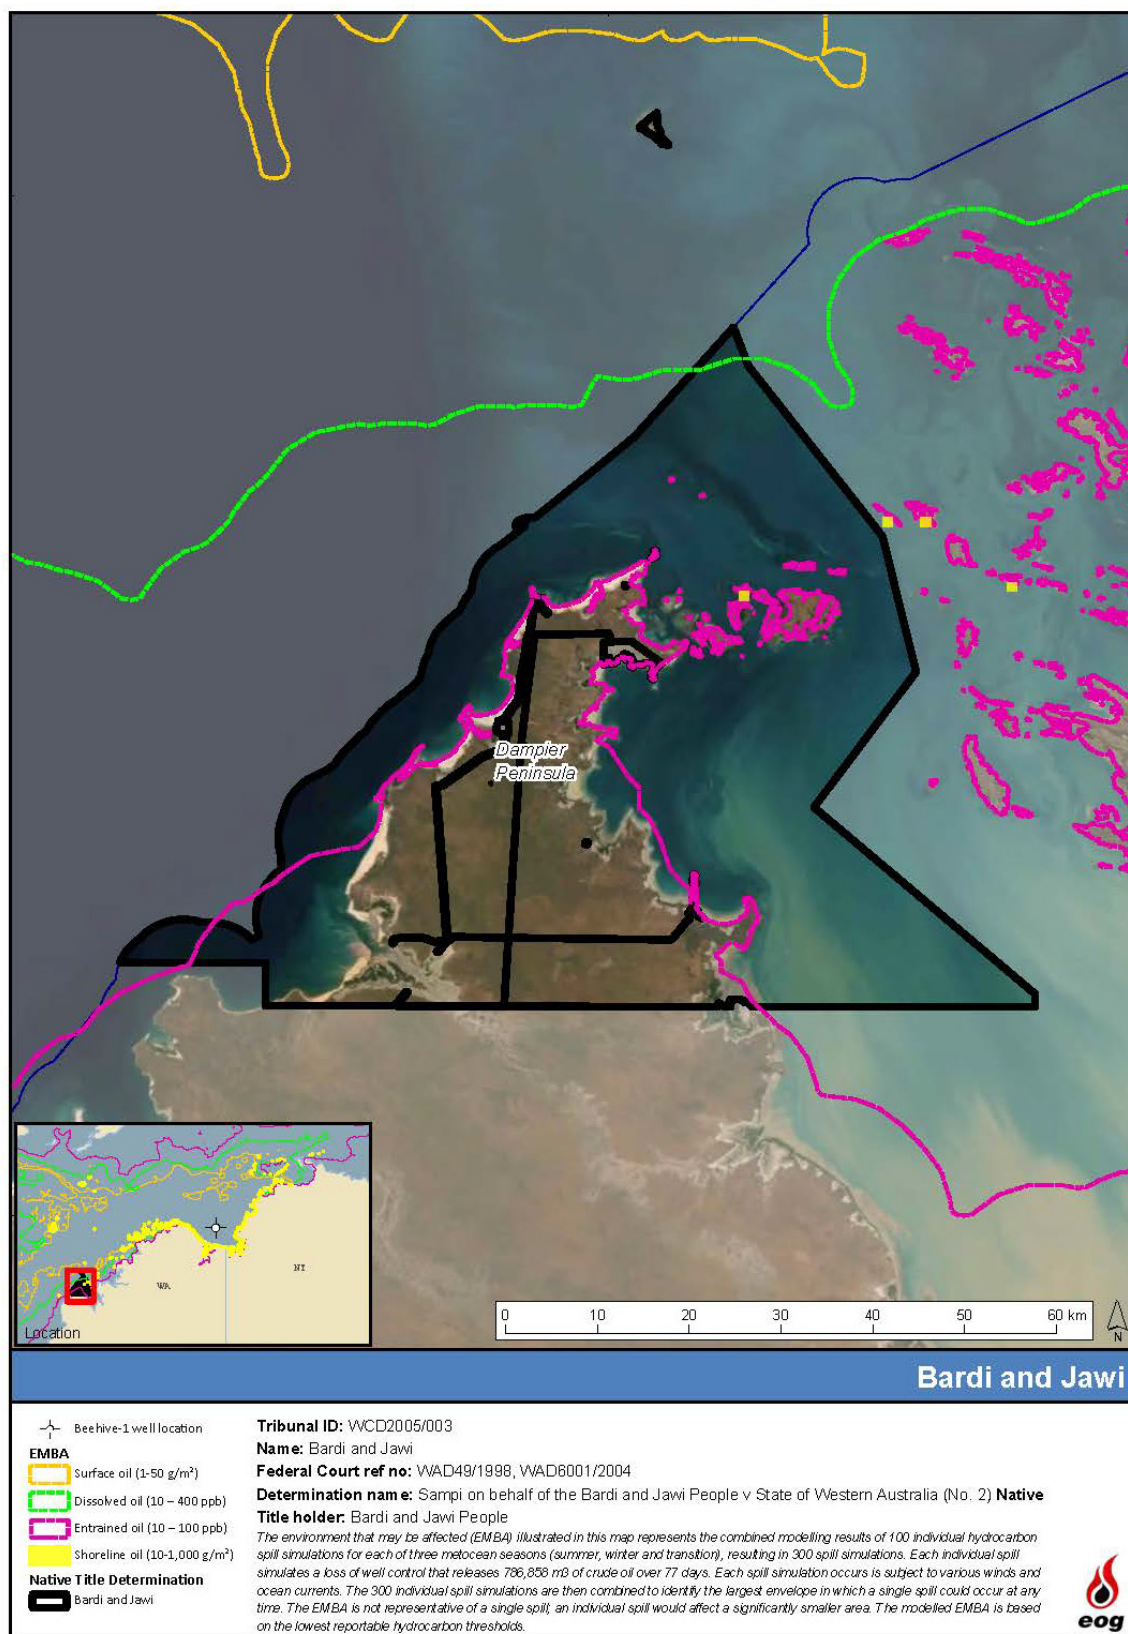 Dampier
Peninsula
WA
NT
Location
0 10 20 30 40 50 60 km
N
Bardi and Jawi
Beehive-1 well location
EMBA
Surface oil (1-50 g/m²)
Dissolved oil (10 – 400 ppb)
Entrained oil (10 – 100 ppb)
Shoreline oil (10-1,000 g/m²)
Native Title Determination
Bardi and Jawi
Tribunal ID: WCD2005/003
Name: Bardi and Jawi
Federal Court ref no: WAD49/1998, WAD6001/2004
Determination name: Sampi on behalf of the Bardi and Jawi People v State of Western Australia (No. 2) Native
Title holder: Bardi and Jawi People
The environment that may be affected (EMBA) illustrated in this map represents the combined modelling results of 100 individual hydrocarbon
spill simulations for each of three metocean seasons (summer, winter and transition), resulting in 300 spill simulations. Each individual spill
simulates a loss of well control that releases 786,858 m3 of crude oil over 77 days. Each spill simulation occurs is subject to various winds and
ocean currents. The 300 individual spill simulations are then combined to identify the largest envelope in which a single spill could occur at any
time. The EMBA is not representative of a single spill; an individual spill would affect a significantly smaller area. The modelled EMBA is based
on the lowest reportable hydrocarbon thresholds.
eog